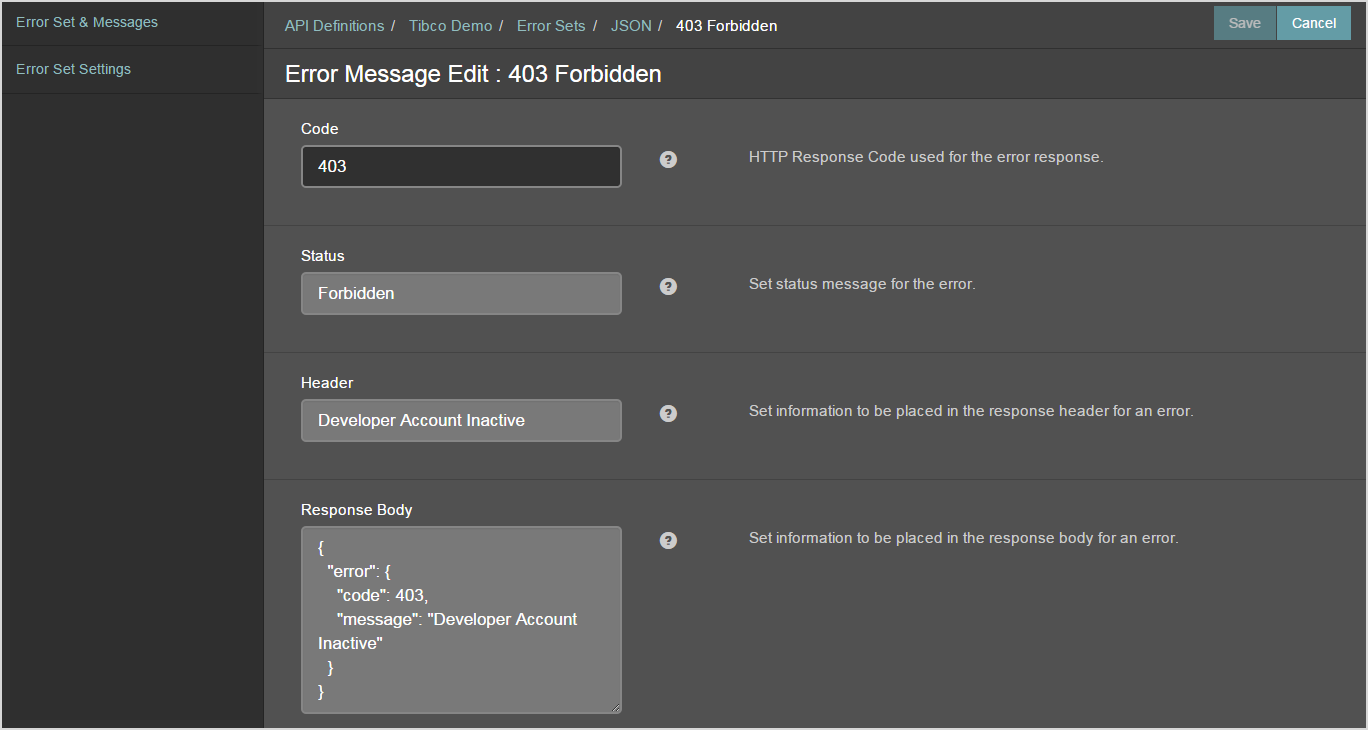 Error Set & Messages
Error Set Settings
API Definitions / Tibco Demo / Error Sets / JSON / 403 Forbidden
Save
Cancel
Error Message Edit : 403 Forbidden
Code
403
?
HTTP Response Code used for the error response.
Status
Forbidden
?
Set status message for the error.
Header
Developer Account Inactive
?
Set information to be placed in the response header for an error.
Response Body
{
"error": {
"code": 403,
"message": "Developer Account
Inactive"
}
}
?
Set information to be placed in the response body for an error.